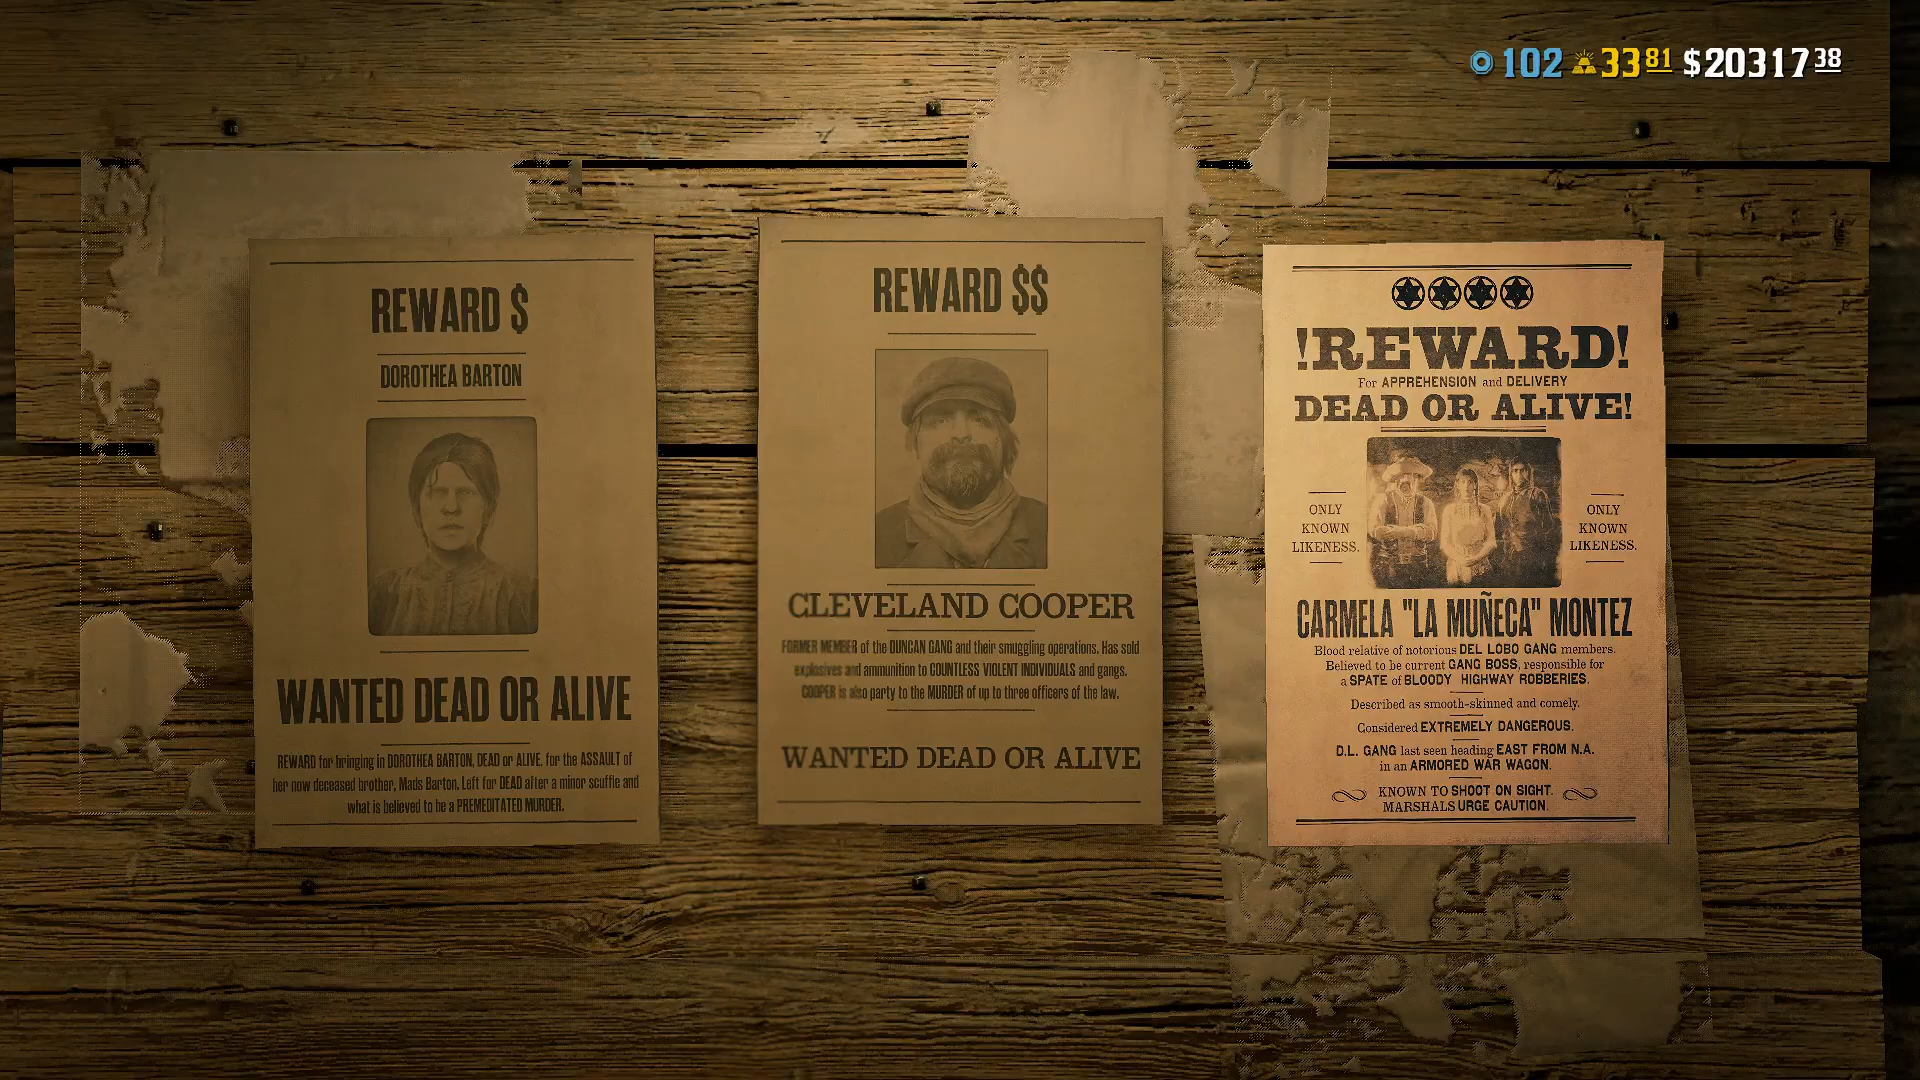 102 33 81 $20317 38
REWARD $
DOROTHEA BARTON
WANTED DEAD OR ALIVE
REWARD for bringing in DOROTHEA BARTON, DEAD or ALIVE, for the ASSAULT of
her now deceased brother, Mads Barton. Left for DEAD after a minor scuffle and
what is believed to be a PREMEDITATED MURDER.
REWARD $$
CLEVELAND COOPER
FORMER MEMBER of the DUNCAN GANG and their smuggling operations. Has sold
explosives and ammunition to COUNTLESS VIOLENT INDIVIDUALS and gangs.
COOPER is also party to the MURDER of up to three officers of the law.
WANTED DEAD OR ALIVE
!REWARD!
For APPREHENSION and DELIVERY
DEAD OR ALIVE!
ONLY
KNOWN
LIKENESS.
ONLY
KNOWN
LIKENESS.
CARMELA "LA MUÑECA" MONTEZ
Blood relative of notorious DEL LOBO GANG members.
Believed to be current GANG BOSS, responsible for
a SPATE of BLOODY HIGHWAY ROBBERIES.
Described as smooth-skinned and comely.
Considered EXTREMELY DANGEROUS.
D.L. GANG last seen heading EAST FROM N.A.
in an ARMORED WAR WAGON.
KNOWN TO SHOOT ON SIGHT.
MARSHALS URGE CAUTION.